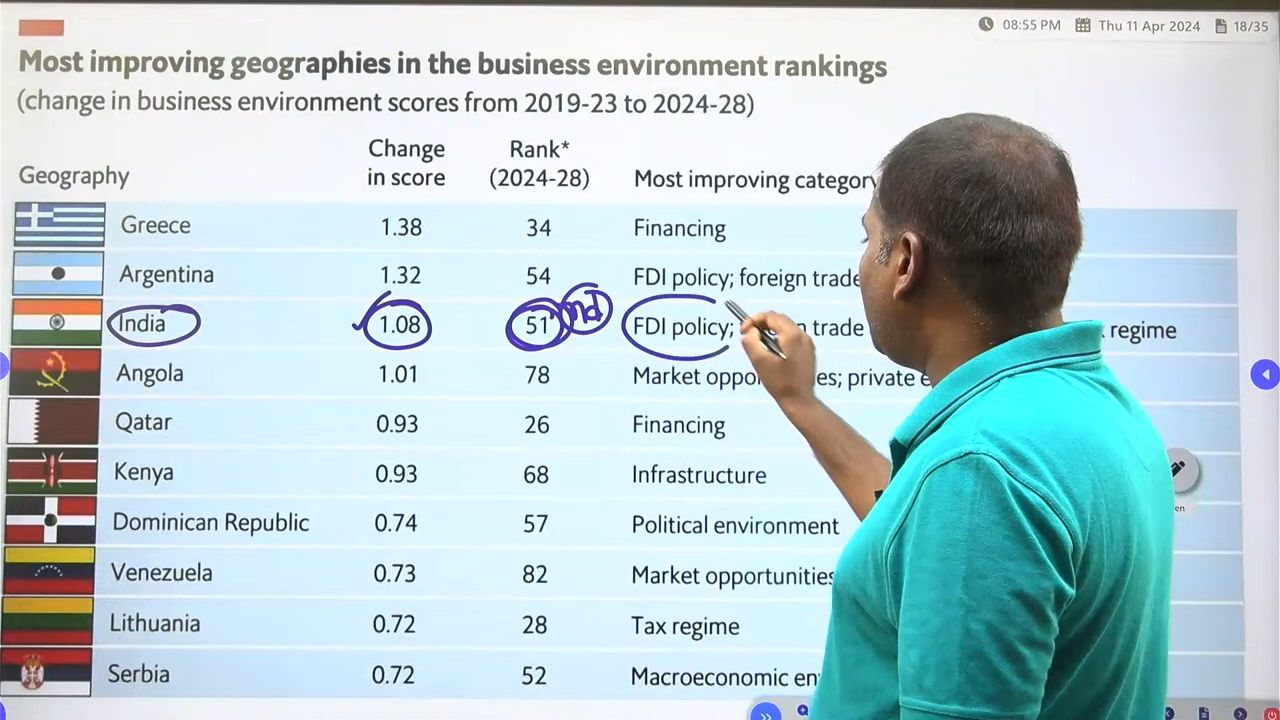 08:55 PM Thu 11 Apr 2024 18/35
Most improving geographies in the business environment rankings
(change in business environment scores from 2019-23 to 2024-28)
Geography Change in score Rank* (2024-28) Most improving category
Greece 1.38 34 Financing
Argentina 1.32 54 FDI policy; foreign trade
India 1.08 51 FDI policy; trade regime
Angola 1.01 78 Market private
Qatar 0.93 26 Financing
Kenya 0.93 68 Infrastructure
Dominican Republic 0.74 57 Political environment
Venezuela 0.73 82 Market opportunities
Lithuania 0.72 28 Tax regime
Serbia 0.72 52 Macroeconomic